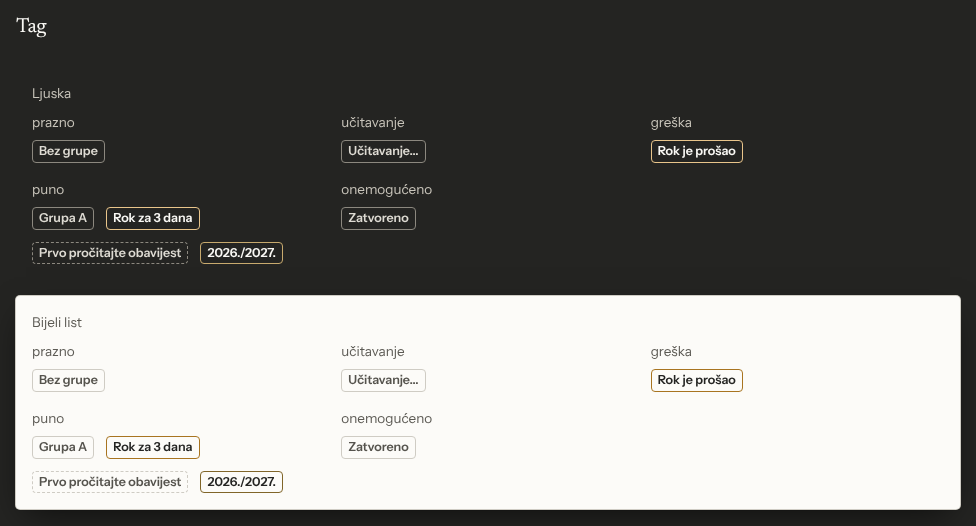 Tag
Ljuska
prazno učitavanje greška
Bez grupe Učitavanje... Rok je prošao
puno onemogućeno
Grupa A Rok za 3 dana Zatvoreno
Prvo pročitajte obavijest 2026./2027.
Bijeli list
prazno učitavanje greška
Bez grupe Učitavanje... Rok je prošao
puno onemogućeno
Grupa A Rok za 3 dana Zatvoreno
Prvo pročitajte obavijest 2026./2027.